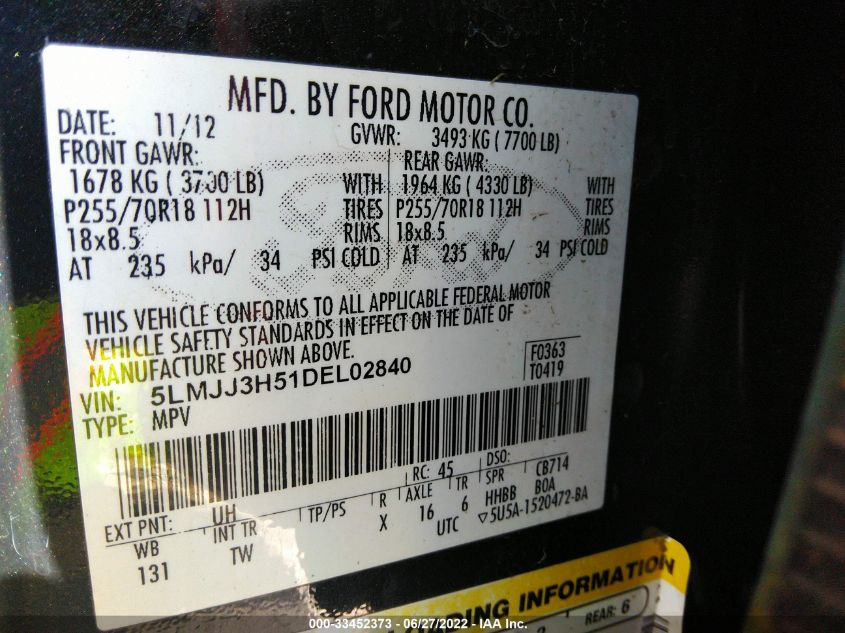 MFD. BY FORD MOTOR CO.
DATE: 11/12 GVWR: 3493 KG ( 7700 LB)
FRONT GAWR: REAR GAWR:
1678 KG ( 3700 LB) WITH 1964 KG ( 4330 LB) WITH
P255/70R18 112H TIRES P255/70R18 112H TIRES
18x8.5 RIMS 18x8.5 RIMS
AT 235 kPa/ 34 PSI COLD AT 235 kPa/ 34 PSI COLD
THIS VEHICLE CONFORMS TO ALL APPLICABLE FEDERAL MOTOR
VEHICLE SAFETY STANDARDS IN EFFECT ON THE DATE OF
MANUFACTURE SHOWN ABOVE.
F0363
T0419
VIN: 5LMJJ3H51DEL02840
TYPE: MPV
RC: 45 DSO:
EXT PNT: UH
WB INT TR TP/PS R AXLE TR SPR CB714
131 TW X 16 6 HHBB BOA
UTC ▽5U5A-1520472-BA
LOADING INFORMATION
REAR: 6
000-33452373 — 06/27/2022 — IAA Inc.